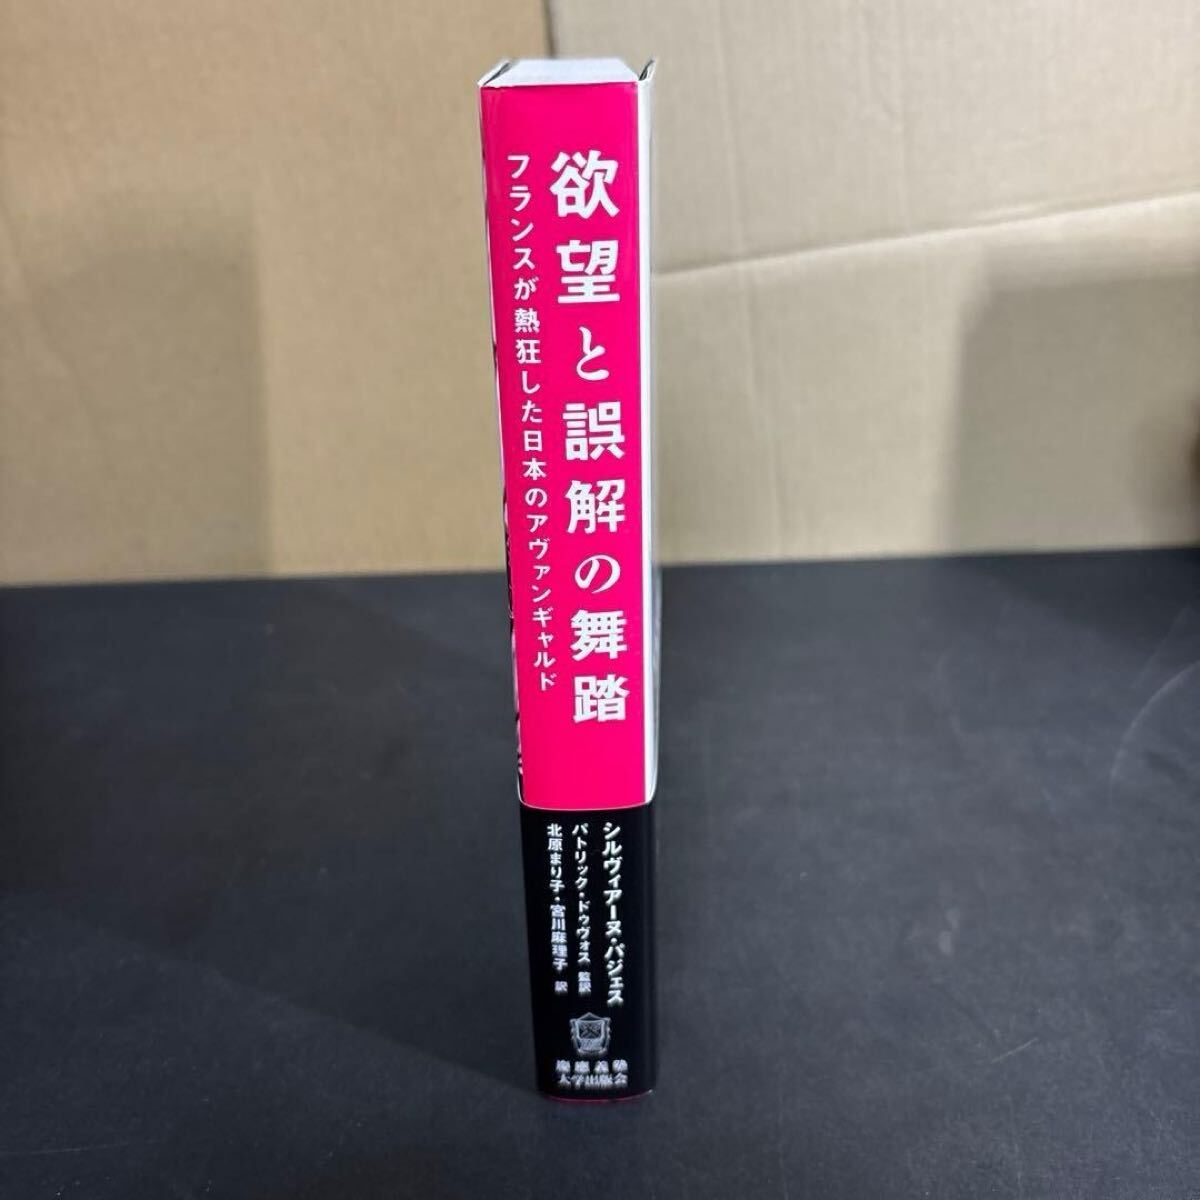 欲望と誤解の舞踏
フランスが熱狂した日本のアヴァンギャルド
シルヴィアーヌ・パジェス
パトリック・ドゥヴォス 監訳
北原まり子・宮川麻理子 訳
慶應義塾
大学出版会